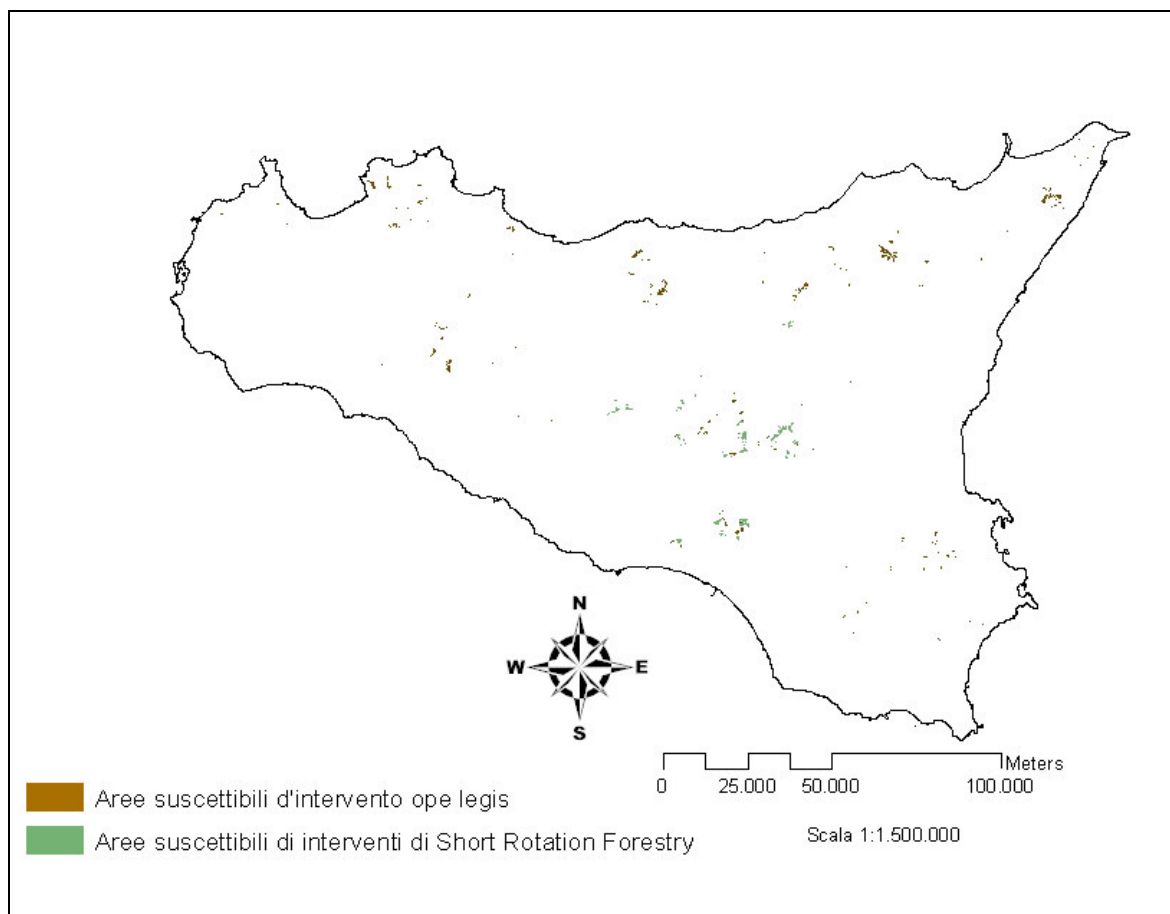 N
W E
S
Meters
0 25.000 50.000 100.000
Aree suscettibili d'intervento ope legis
Aree suscettibili di interventi di Short Rotation Forestry
Scala 1:1.500.000